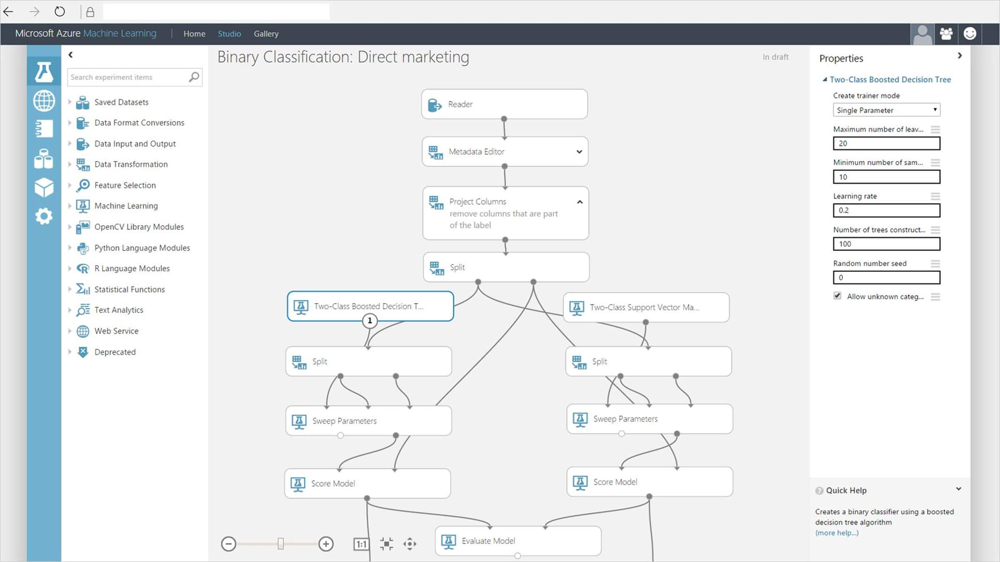 Microsoft Azure Machine Learning | Home Studio Gallery
Search experiment items
Saved Datasets
Data Format Conversions
Data Input and Output
Data Transformation
Feature Selection
Machine Learning
OpenCV Library Modules
Python Language Modules
R Language Modules
Statistical Functions
Text Analytics
Web Service
Deprecated
Binary Classification: Direct marketing
In draft
Reader
Metadata Editor
Project Columns
remove columns that are part
of the label
Split
Two-Class Boosted Decision T...
1
Two-Class Support Vector Ma...
Split
Split
Sweep Parameters
Sweep Parameters
Score Model
Score Model
Evaluate Model
1:1
Properties
Two-Class Boosted Decision Tree
Create trainer mode
Single Parameter
Maximum number of leav...
20
Minimum number of sam...
10
Learning rate
0.2
Number of trees construct...
100
Random number seed
0
Allow unknown categ...
? Quick Help
Creates a binary classifier using a boosted
decision tree algorithm
(more help...)